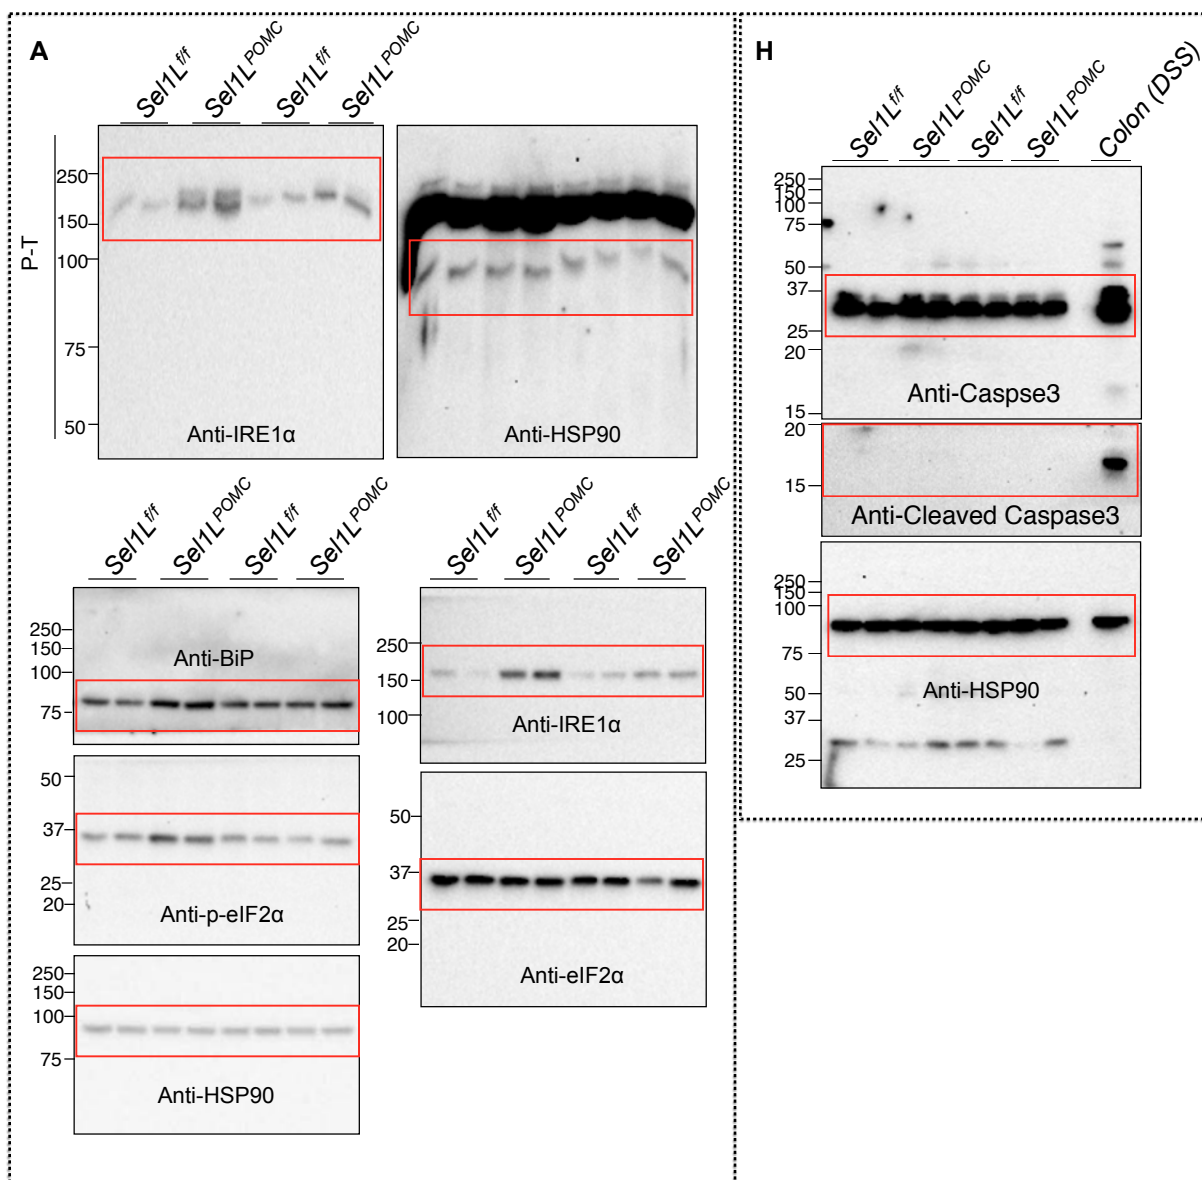 A
Sel1L^f/f Sel1L^POMC Sel1L^f/f Sel1L^POMC
P-T
250
150
100
75
50
Anti-IRE1α
Anti-HSP90
Sel1L^f/f Sel1L^POMC Sel1L^f/f Sel1L^POMC
250
150
100
75
Anti-BiP
50
37
25
20
Anti-p-eIF2α
250
150
100
75
Anti-HSP90
Sel1L^f/f Sel1L^POMC Sel1L^f/f Sel1L^POMC
250
150
100
Anti-IRE1α
50
37
25
20
Anti-eIF2α
H
Sel1L^f/f Sel1L^POMC Sel1L^f/f Sel1L^POMC Colon (DSS)
250
150
100
75
50
37
25
20
15
Anti-Caspse3
20
15
Anti-Cleaved Caspase3
250
150
100
75
50
37
25
Anti-HSP90